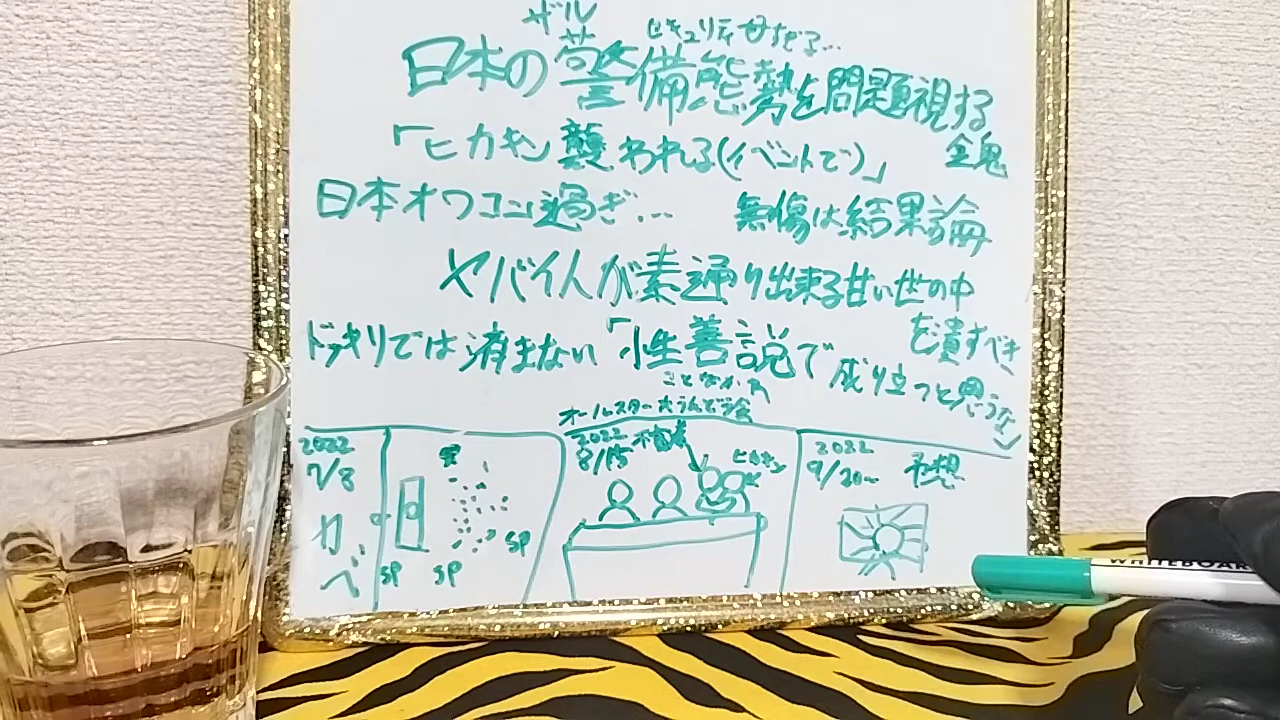 ザル
セキュリティ甘すぎる...
日本の警備態勢を問題視する
金鬼
「ヒカキン襲われる(イベントで)」
日本オワコン過ぎ... 無傷は結果論
ヤバイ人が素通り出来る甘い世の中
を潰すべき
ドッキリでは済まない「性善説で成り立つと思うな」
ことなかれ
オールスター大うんどう会
2022
7/8
カベ
SP
SP
SP
2022
8/15
不審者
ヒカキン
2022
9/20~
予想
WHITEBOAR